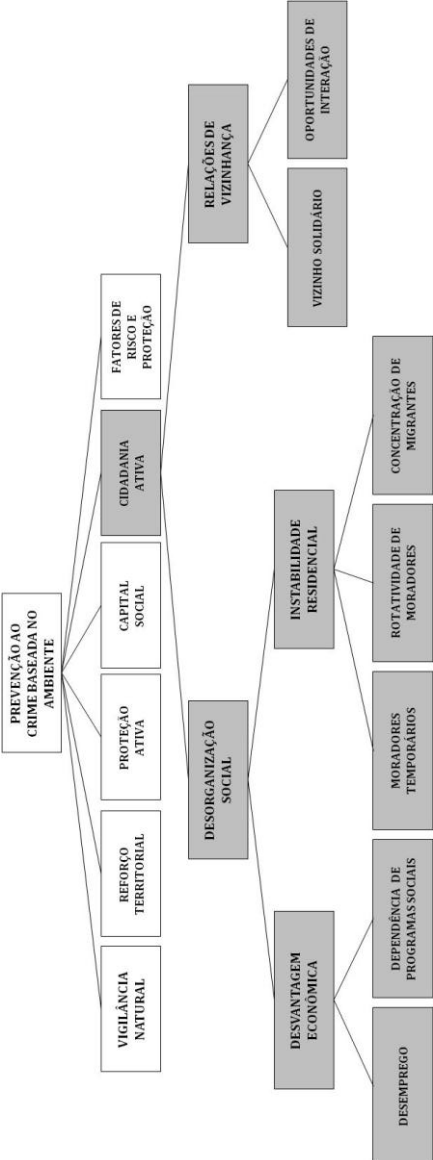 PREVENÇÃO AO
CRIME BASEADA NO
AMBIENTE
VIGILÂNCIA
NATURAL
REFORÇO
TERRITORIAL
PROTEÇÃO
ATIVA
CAPITAL
SOCIAL
CIDADANIA
ATIVA
FATORES DE
RISCO E
PROTEÇÃO
DESORGANIZAÇÃO
SOCIAL
RELAÇÕES DE
VIZINHANÇA
DESVANTAGEM
ECONÔMICA
INSTABILIDADE
RESIDENCIAL
VIZINHO SOLIDÁRIO
OPORTUNIDADES DE
INTERAÇÃO
DESEMPREGO
DEPENDÊNCIA DE
PROGRAMAS SOCIAIS
MORADORES
TEMPORÁRIOS
ROTATIVIDADE DE
MORADORES
CONCENTRAÇÃO DE
MIGRANTES